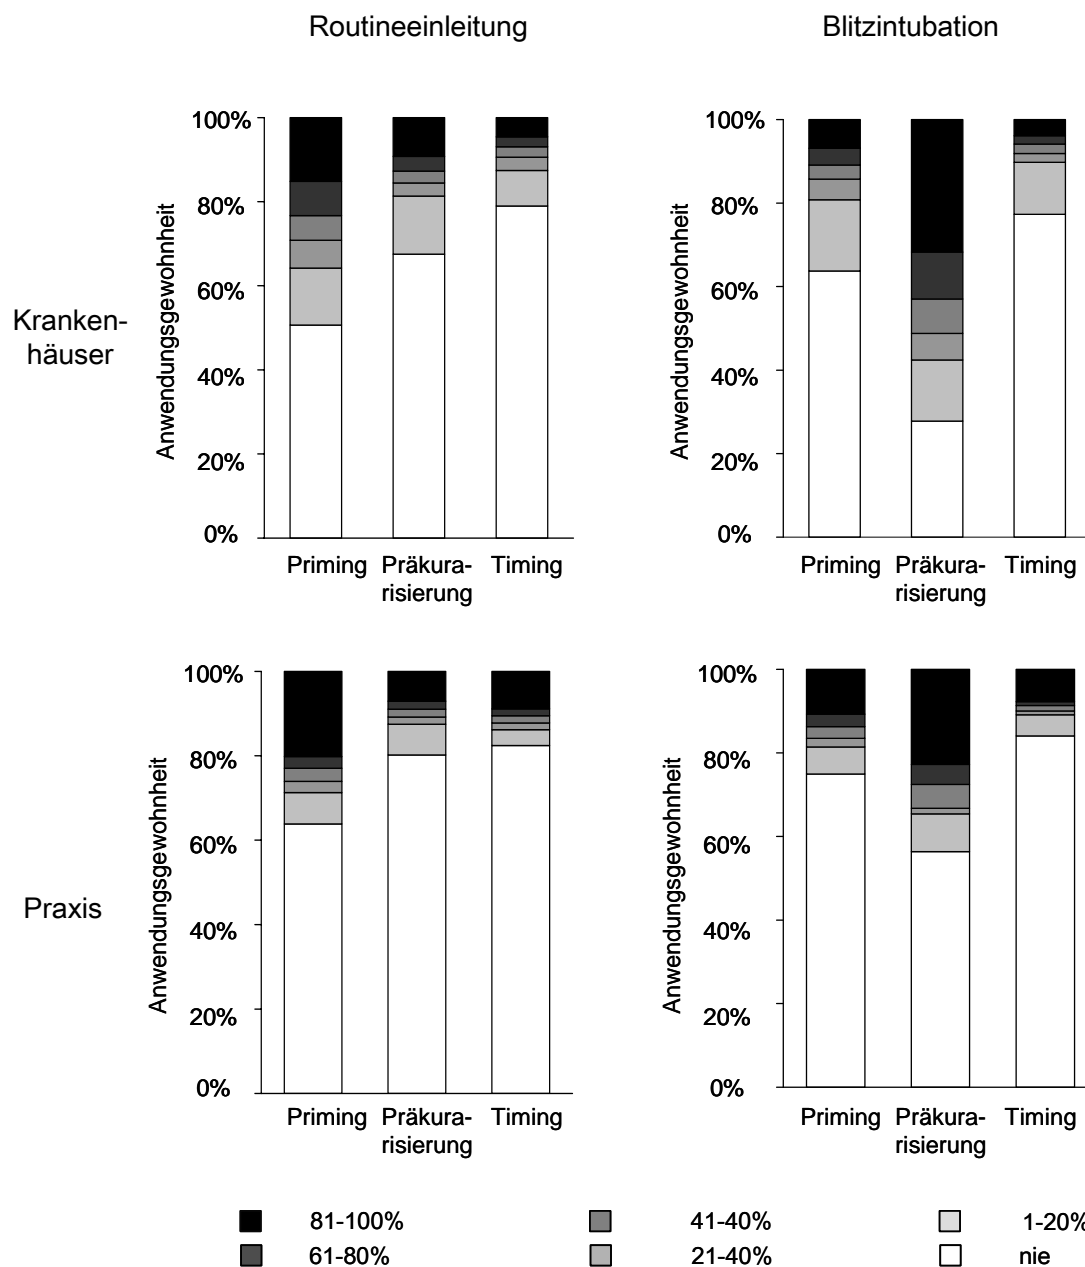 Routineeinleitung
Blitzintubation
Kranken-
häuser
Anwendungsgewohnheit
100%
80%
60%
40%
20%
0%
Priming Präkura-
risierung Timing
Anwendungsgewohnheit
100%
80%
60%
40%
20%
0%
Priming Präkura-
risierung Timing
Praxis
Anwendungsgewohnheit
100%
80%
60%
40%
20%
0%
Priming Präkura-
risierung Timing
Anwendungsgewohnheit
100%
80%
60%
40%
20%
0%
Priming Präkura-
risierung Timing
81-100%
41-40%
1-20%
61-80%
21-40%
nie